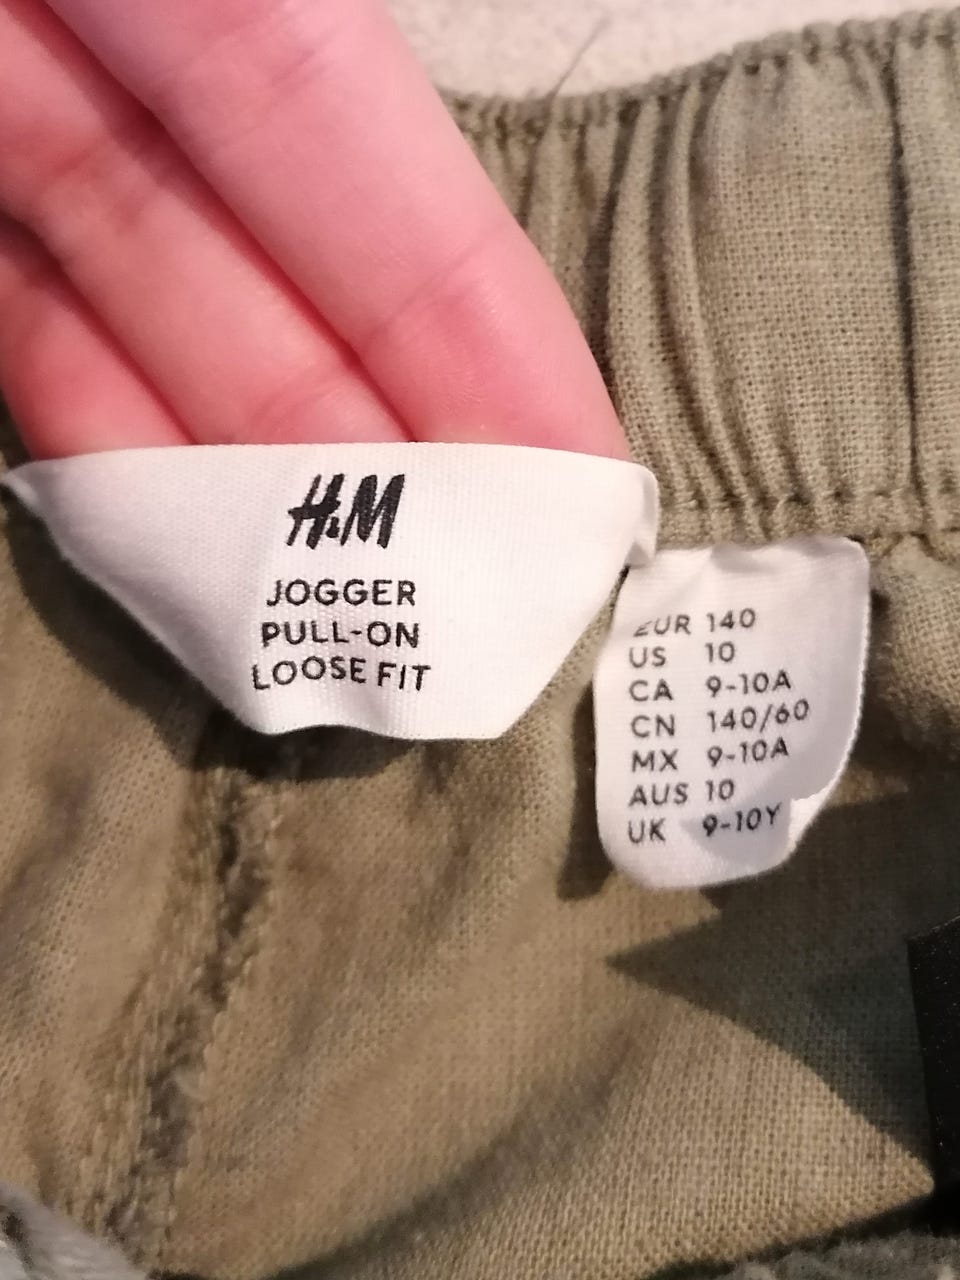 H&M
JOGGER
PULL-ON
LOOSE FIT
EUR 140
US 10
CA 9-10A
CN 140/60
MX 9-10A
AUS 10
UK 9-10Y